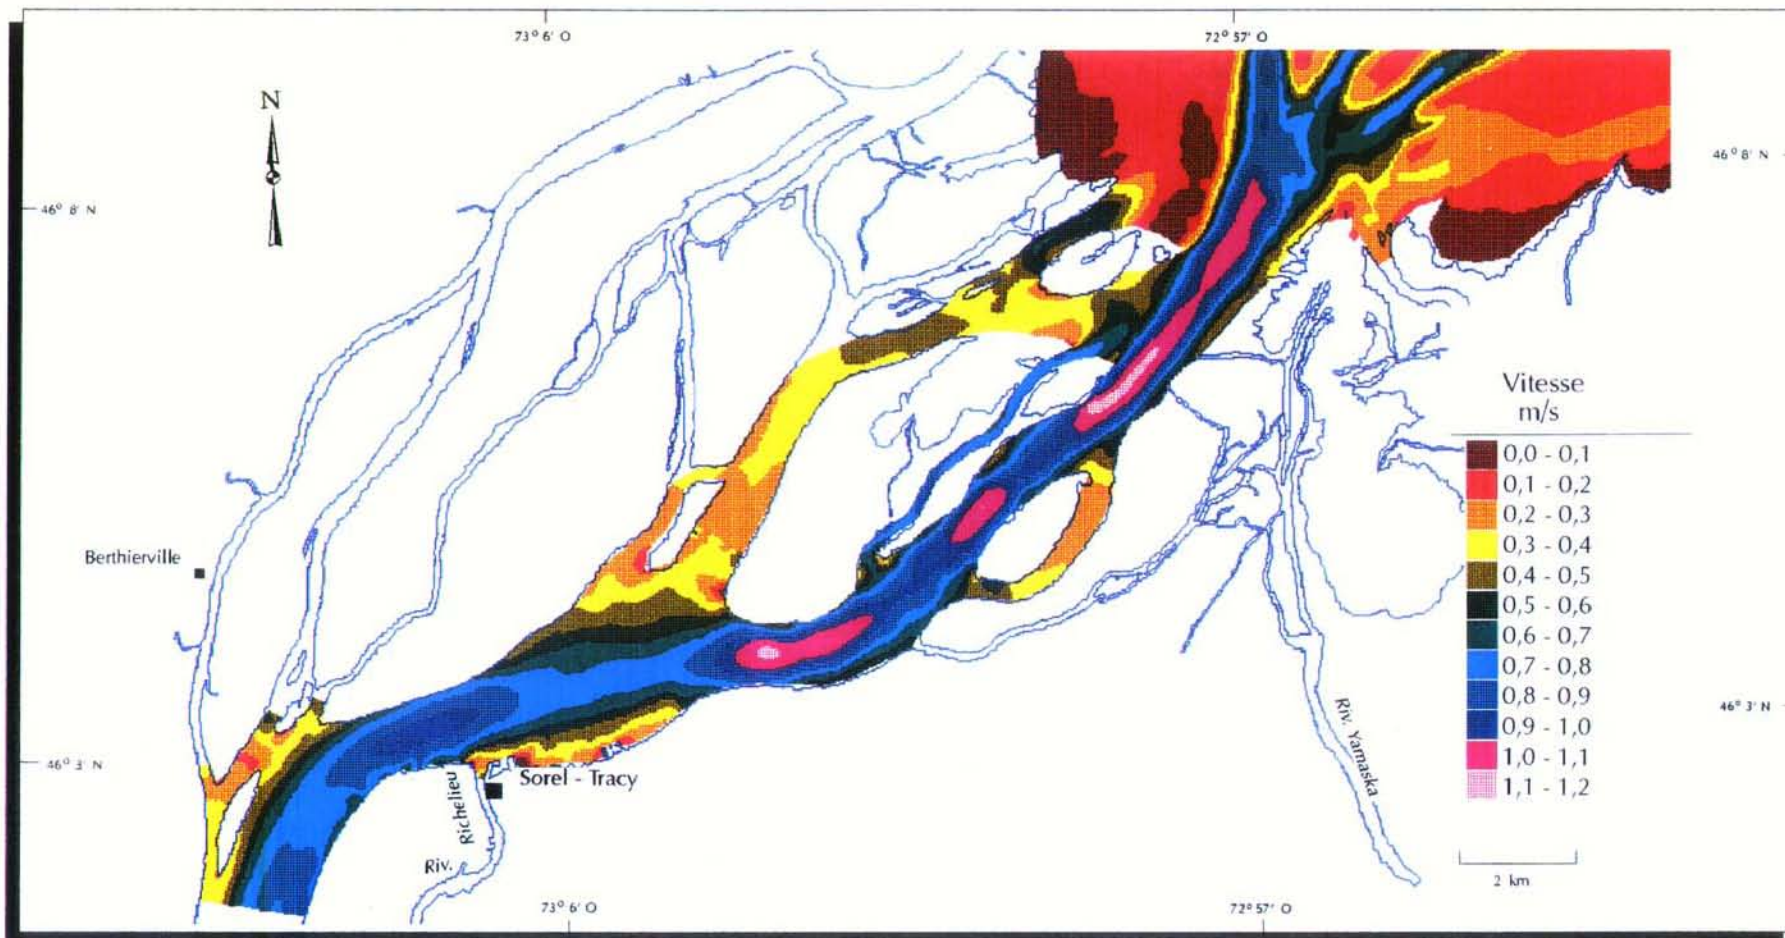 73° 6' O
72° 57' O
N
46° 8' N
46° 8' N
Vitesse
m/s
0,0 - 0,1
0,1 - 0,2
0,2 - 0,3
0,3 - 0,4
0,4 - 0,5
0,5 - 0,6
0,6 - 0,7
0,7 - 0,8
0,8 - 0,9
0,9 - 1,0
1,0 - 1,1
1,1 - 1,2
Berthierville
46° 3' N
46° 3' N
Sorel - Tracy
Riv. Richelieu
Riv. Yamaska
2 km
73° 6' O
72° 57' O